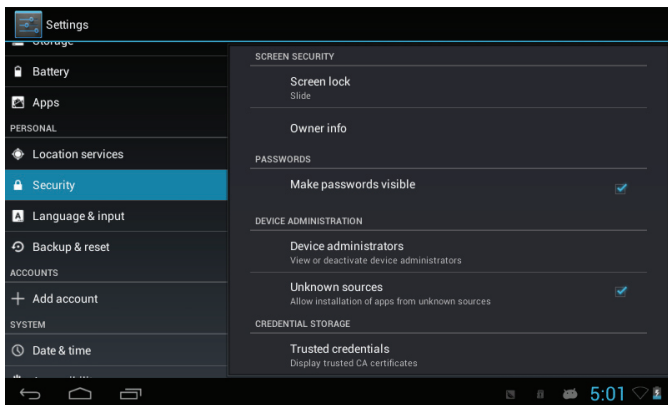 Settings
Storage
Battery
Apps
PERSONAL
Location services
Security
Language & input
Backup & reset
ACCOUNTS
Add account
SYSTEM
Date & time
SCREEN SECURITY
Screen lock
Slide
Owner info
PASSWORDS
Make passwords visible
DEVICE ADMINISTRATION
Device administrators
View or deactivate device administrators
Unknown sources
Allow installation of apps from unknown sources
CREDENTIAL STORAGE
Trusted credentials
Display trusted CA certificates
5:01